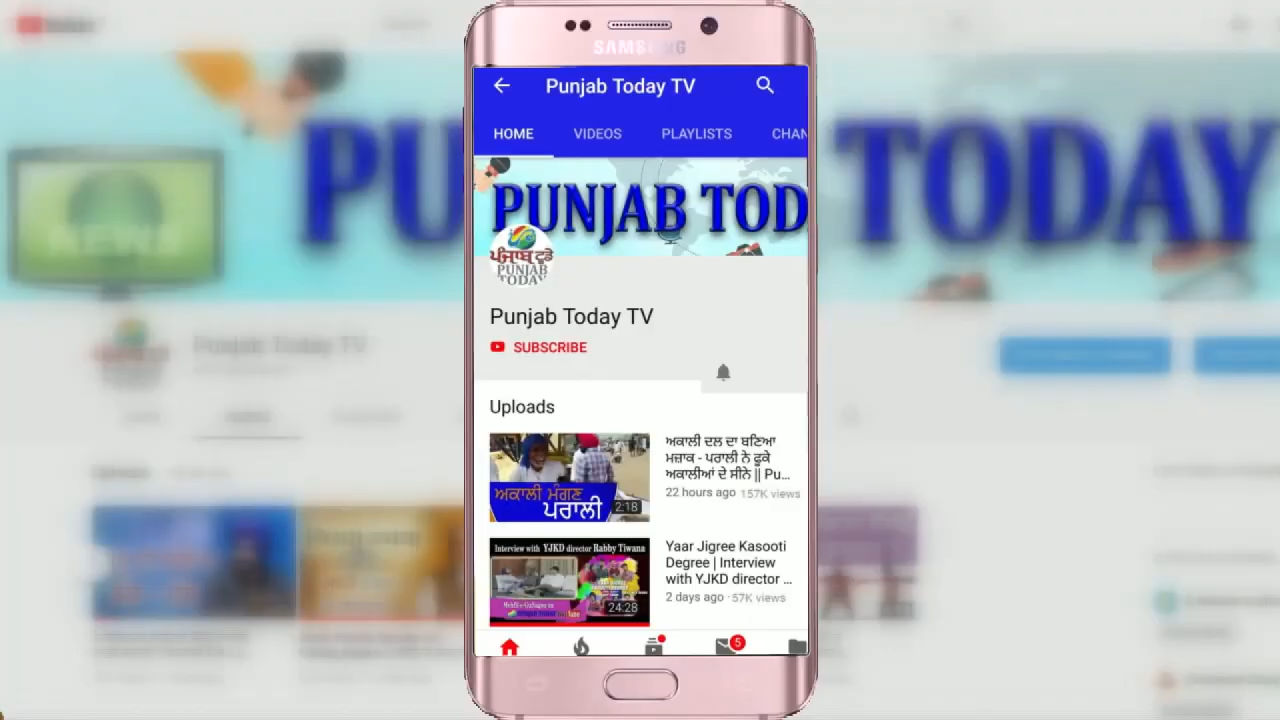 SAMSUNG
Punjab Today TV
HOME VIDEOS PLAYLISTS CHAN
PU
TODAY
PUNJAB TOD
ਪੰਜਾਬ ਟੂਡੇ
PUNJAB
TODAY
Punjab Today TV
SUBSCRIBE
Uploads
ਅਕਾਲੀ ਦਲ ਦਾ ਬਣਿਆ
ਮਜ਼ਾਕ - ਪਰਾਲੀ ਨੇ ਫੂਕੇ
ਅਕਾਲੀਆਂ ਦੇ ਸੀਨੇ || Pu...
22 hours ago 157K views
ਅਕਾਲੀ ਮੰਗਣ
ਪਰਾਲੀ
2:18
Interview with YJKD director Rabby Tiwana
24:28
Yaar Jigree Kasooti
Degree | Interview
with YJKD director ...
2 days ago · 57K views
5